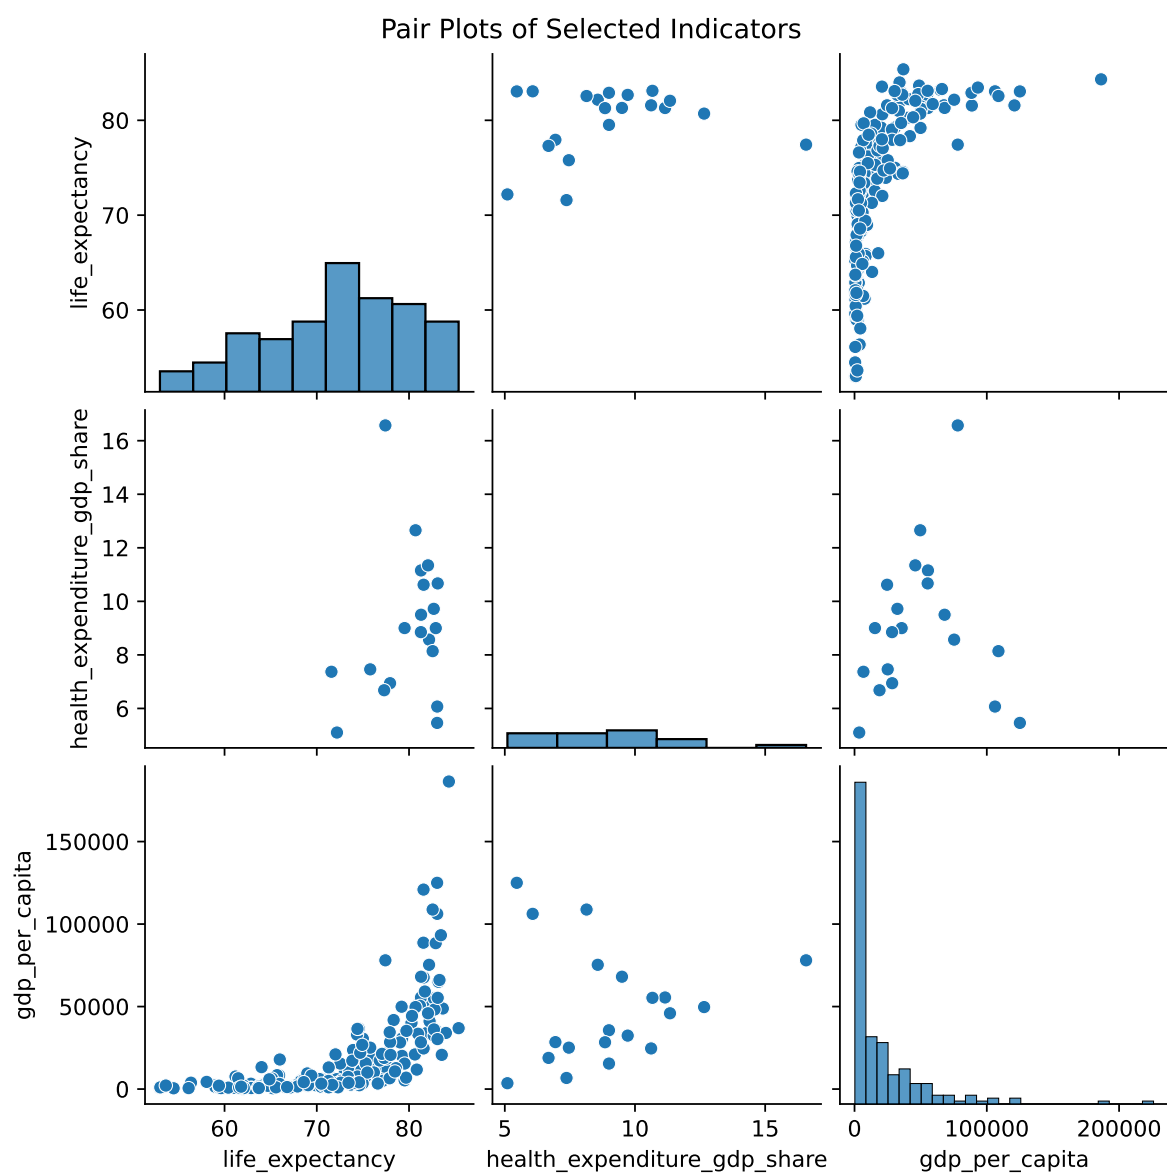 Pair Plots of Selected Indicators
life_expectancy
80
70
60
health_expenditure_gdp_share
16
14
12
10
8
6
gdp_per_capita
150000
100000
50000
0
60 70 80
5 10 15
0 100000 200000
life_expectancy
health_expenditure_gdp_share
gdp_per_capita